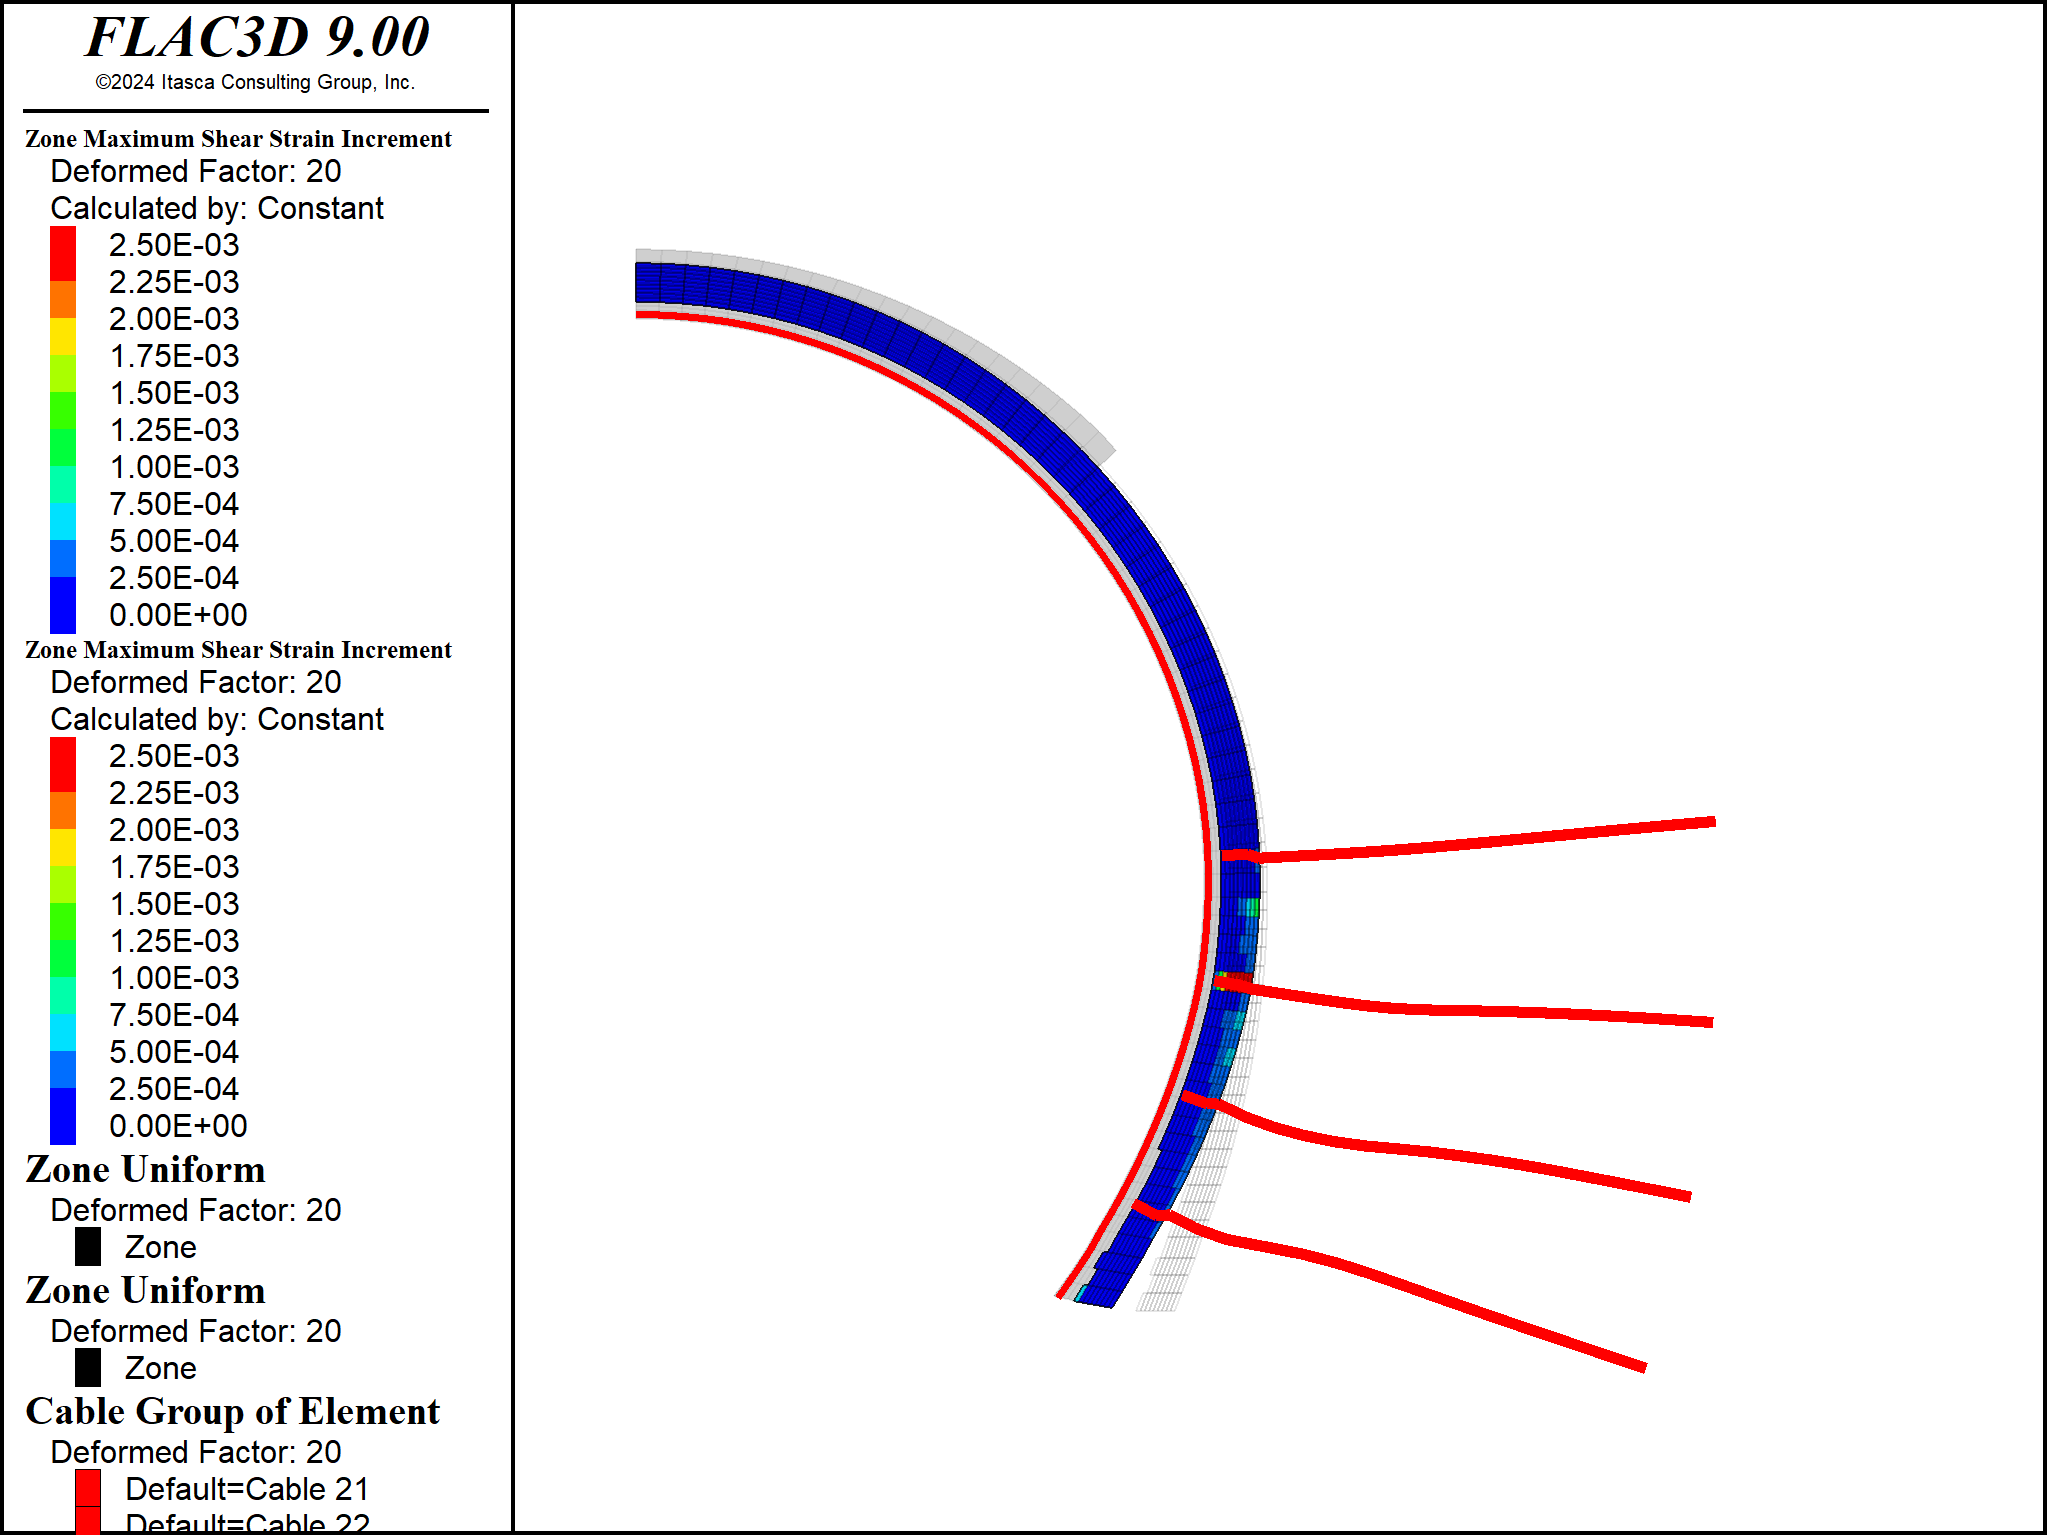 FLAC3D 9.00
©2024 Itasca Consulting Group, Inc.
Zone Maximum Shear Strain Increment
Deformed Factor: 20
Calculated by: Constant
2.50E-03
2.25E-03
2.00E-03
1.75E-03
1.50E-03
1.25E-03
1.00E-03
7.50E-04
5.00E-04
2.50E-04
0.00E+00
Zone Maximum Shear Strain Increment
Deformed Factor: 20
Calculated by: Constant
2.50E-03
2.25E-03
2.00E-03
1.75E-03
1.50E-03
1.25E-03
1.00E-03
7.50E-04
5.00E-04
2.50E-04
0.00E+00
Zone Uniform
Deformed Factor: 20
Zone
Zone Uniform
Deformed Factor: 20
Zone
Cable Group of Element
Deformed Factor: 20
Default=Cable 21
Default=Cable 22